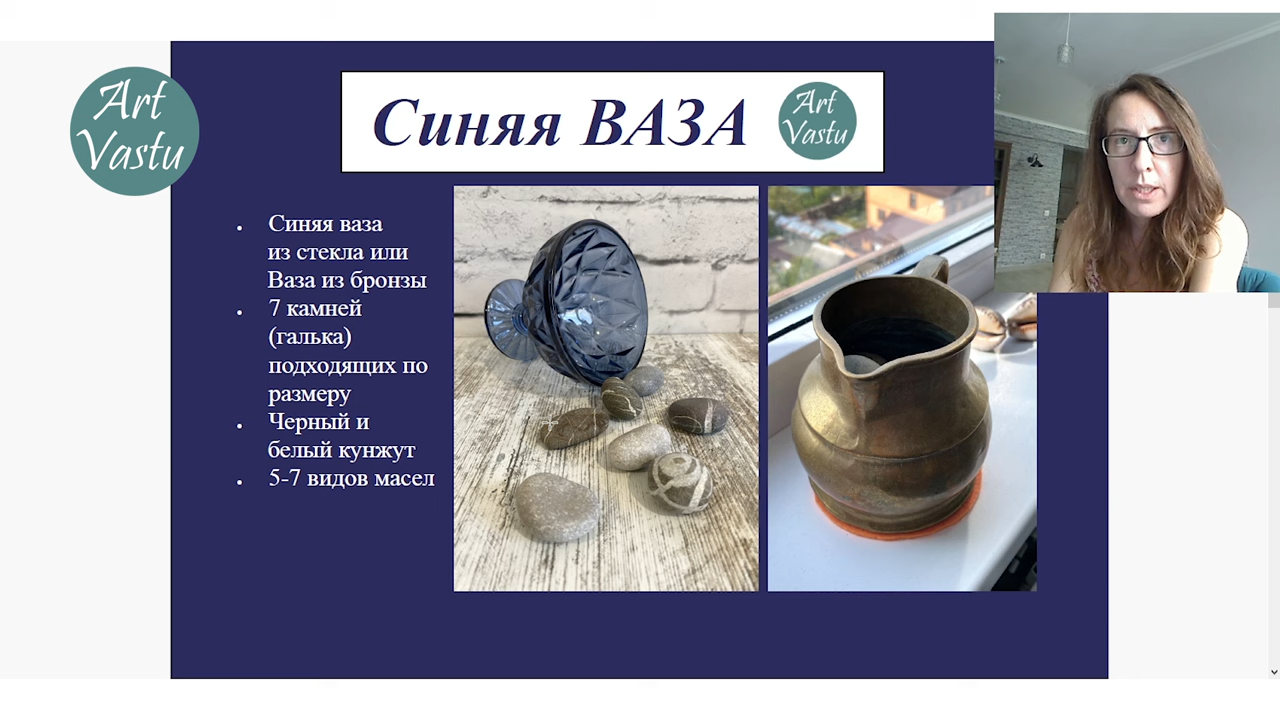 Art
Vastu
Синяя ВАЗА
Art
Vastu
Синяя ваза
из стекла или
Ваза из бронзы
7 камней
(галька)
подходящих по
размеру
Черный и
белый кунжут
5-7 видов масел